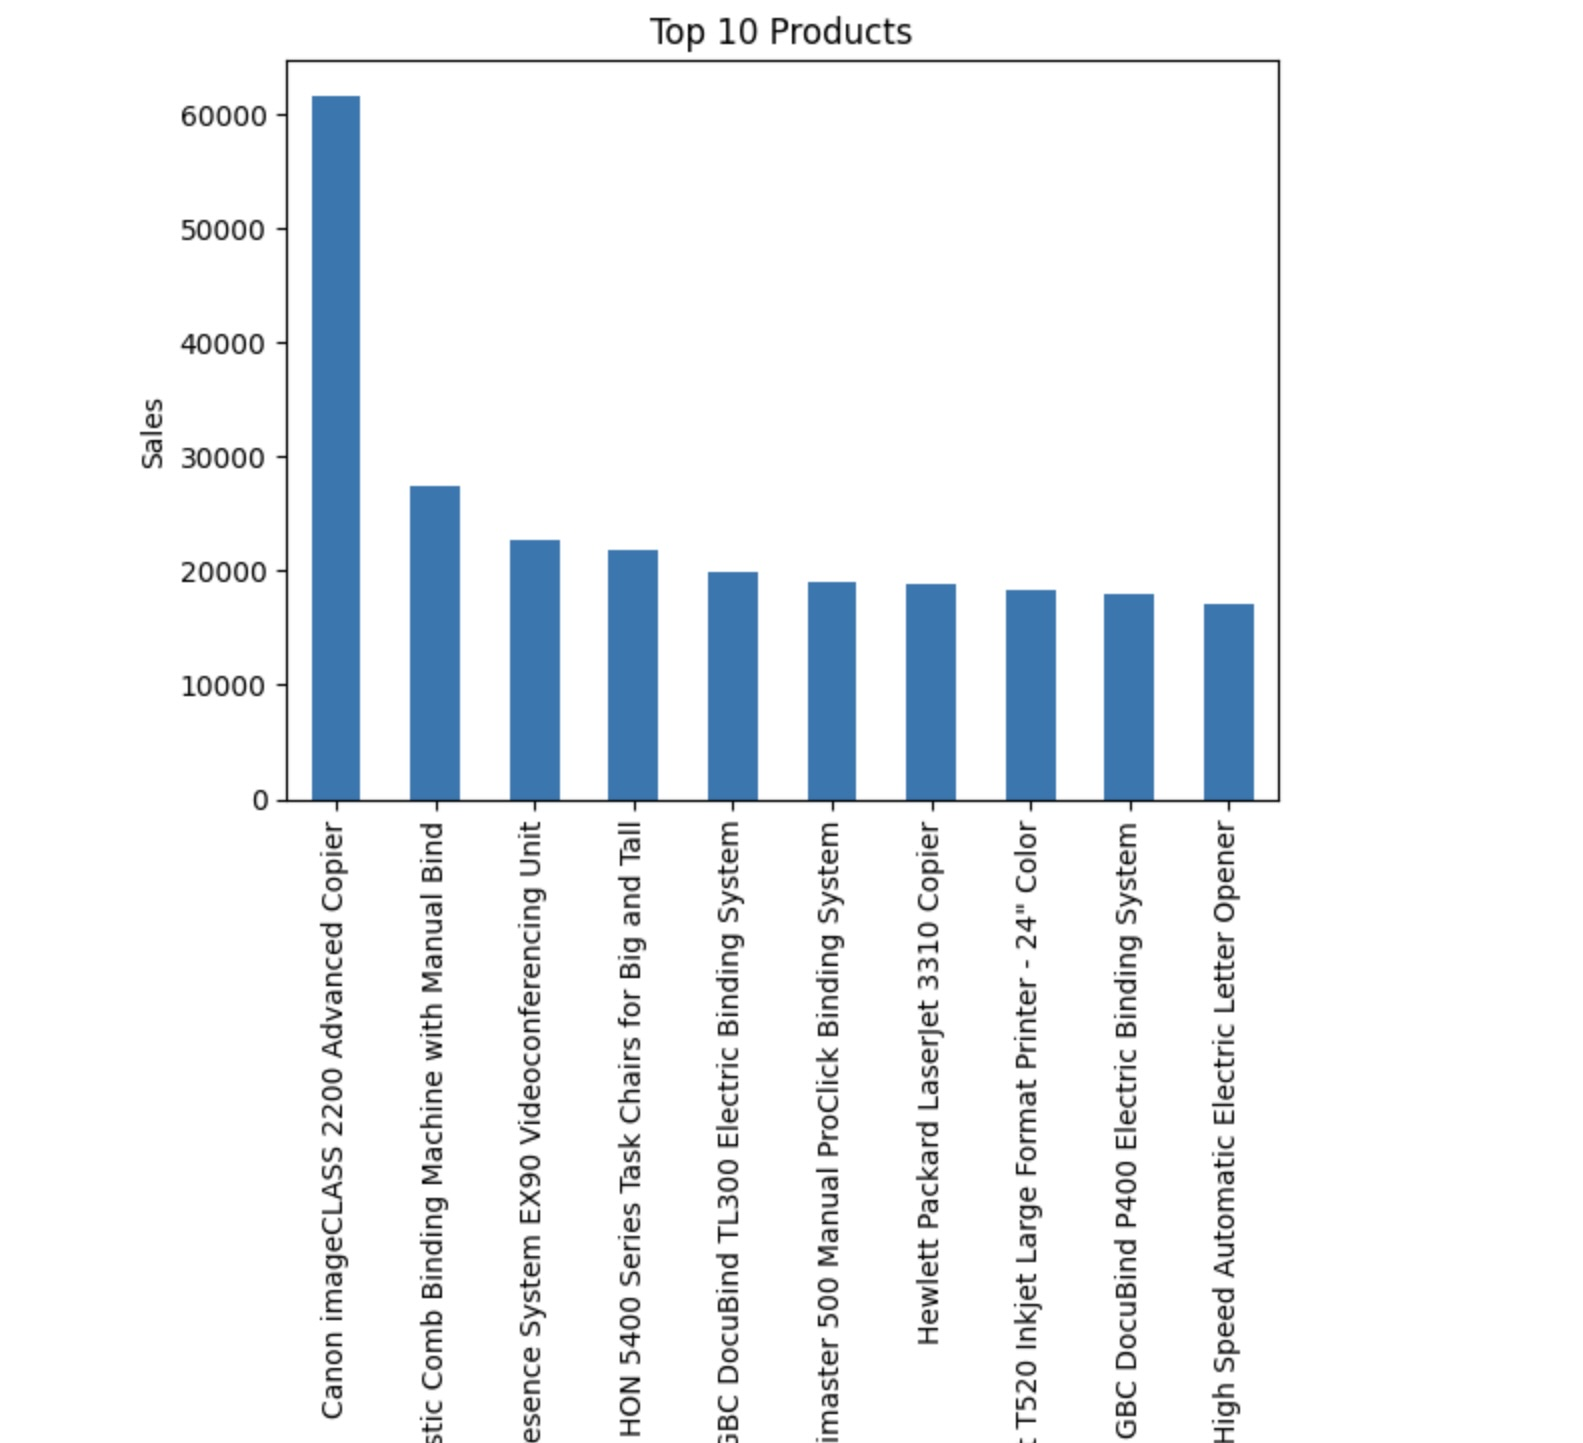 Top 10 Products
Sales
60000
50000
40000
30000
20000
10000
0
Canon imageCLASS 2200 Advanced Copier
Comb Binding Machine with Manual Bind
System EX90 Videoconferencing Unit
HON 5400 Series Task Chairs for Big and Tall
GBC DocuBind TL300 Electric Binding System
500 Manual ProClick Binding System
Hewlett Packard LaserJet 3310 Copier
T520 Inkjet Large Format Printer - 24" Color
GBC DocuBind P400 Electric Binding System
High Speed Automatic Electric Letter Opener